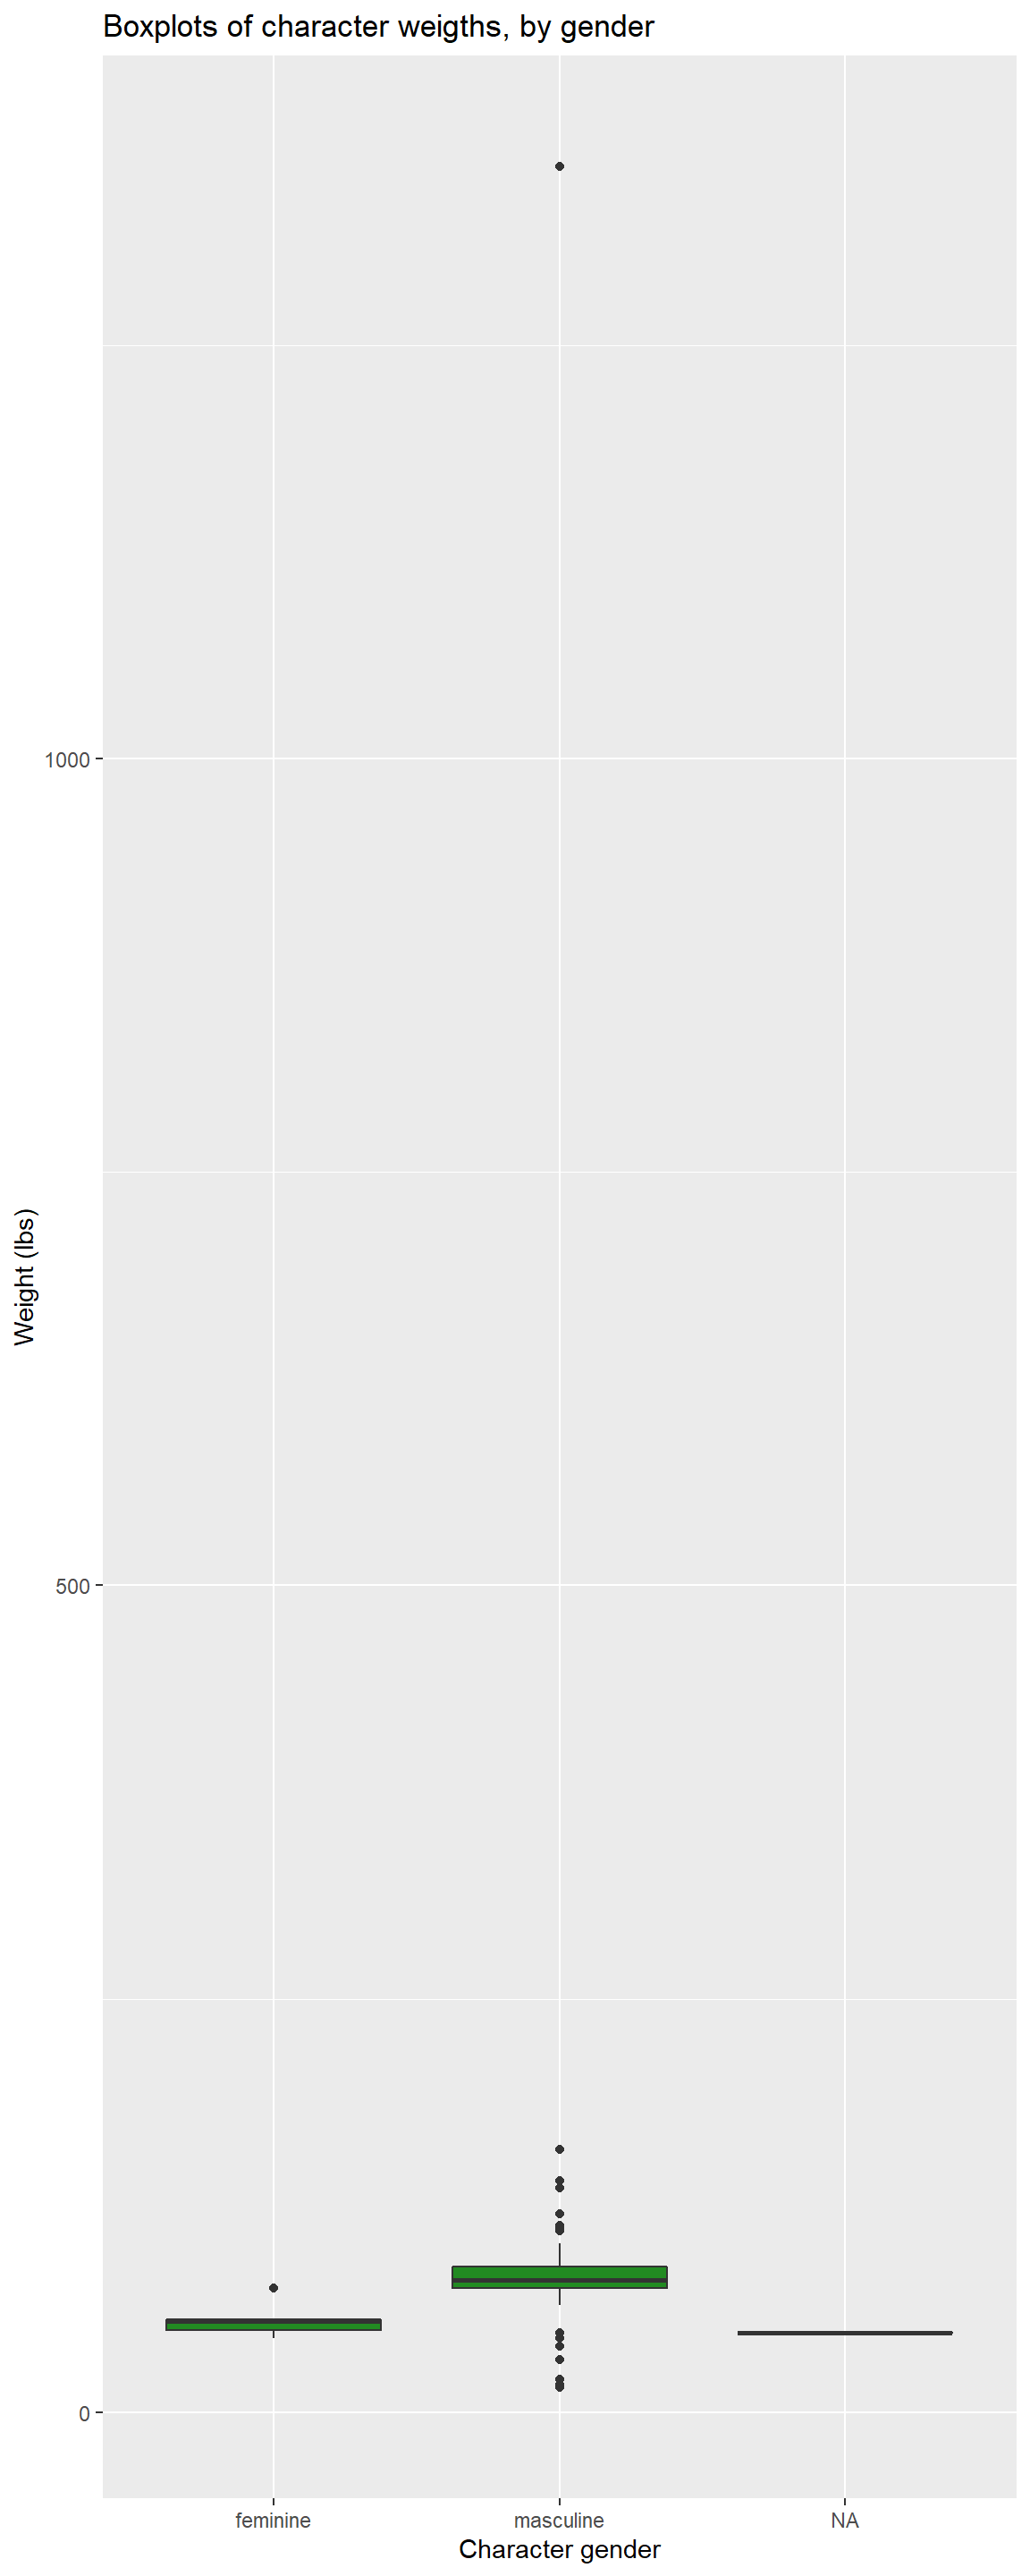 Boxplots of character weigths, by gender
1000
500
0
Weight (lbs)
feminine masculine NA
Character gender